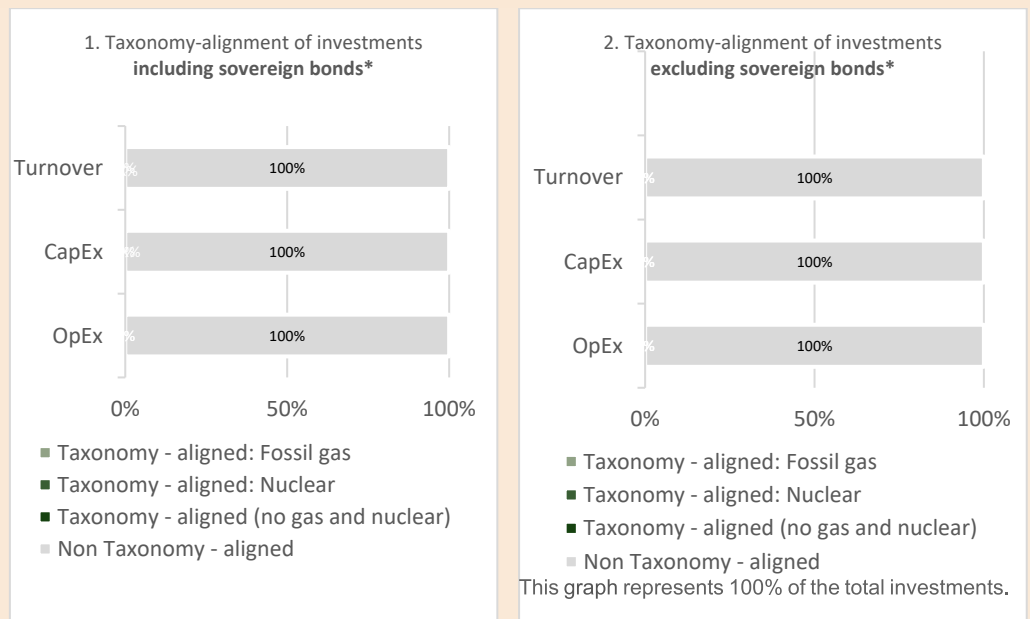 1. Taxonomy-alignment of investments
including sovereign bonds*
Turnover
100%
CapEx
100%
OpEx
100%
0% 50% 100%
Taxonomy - aligned: Fossil gas
Taxonomy - aligned: Nuclear
Taxonomy - aligned (no gas and nuclear)
Non Taxonomy - aligned
2. Taxonomy-alignment of investments
excluding sovereign bonds*
Turnover
100%
CapEx
100%
OpEx
100%
0% 50% 100%
Taxonomy - aligned: Fossil gas
Taxonomy - aligned: Nuclear
Taxonomy - aligned (no gas and nuclear)
Non Taxonomy - aligned
This graph represents 100% of the total investments.